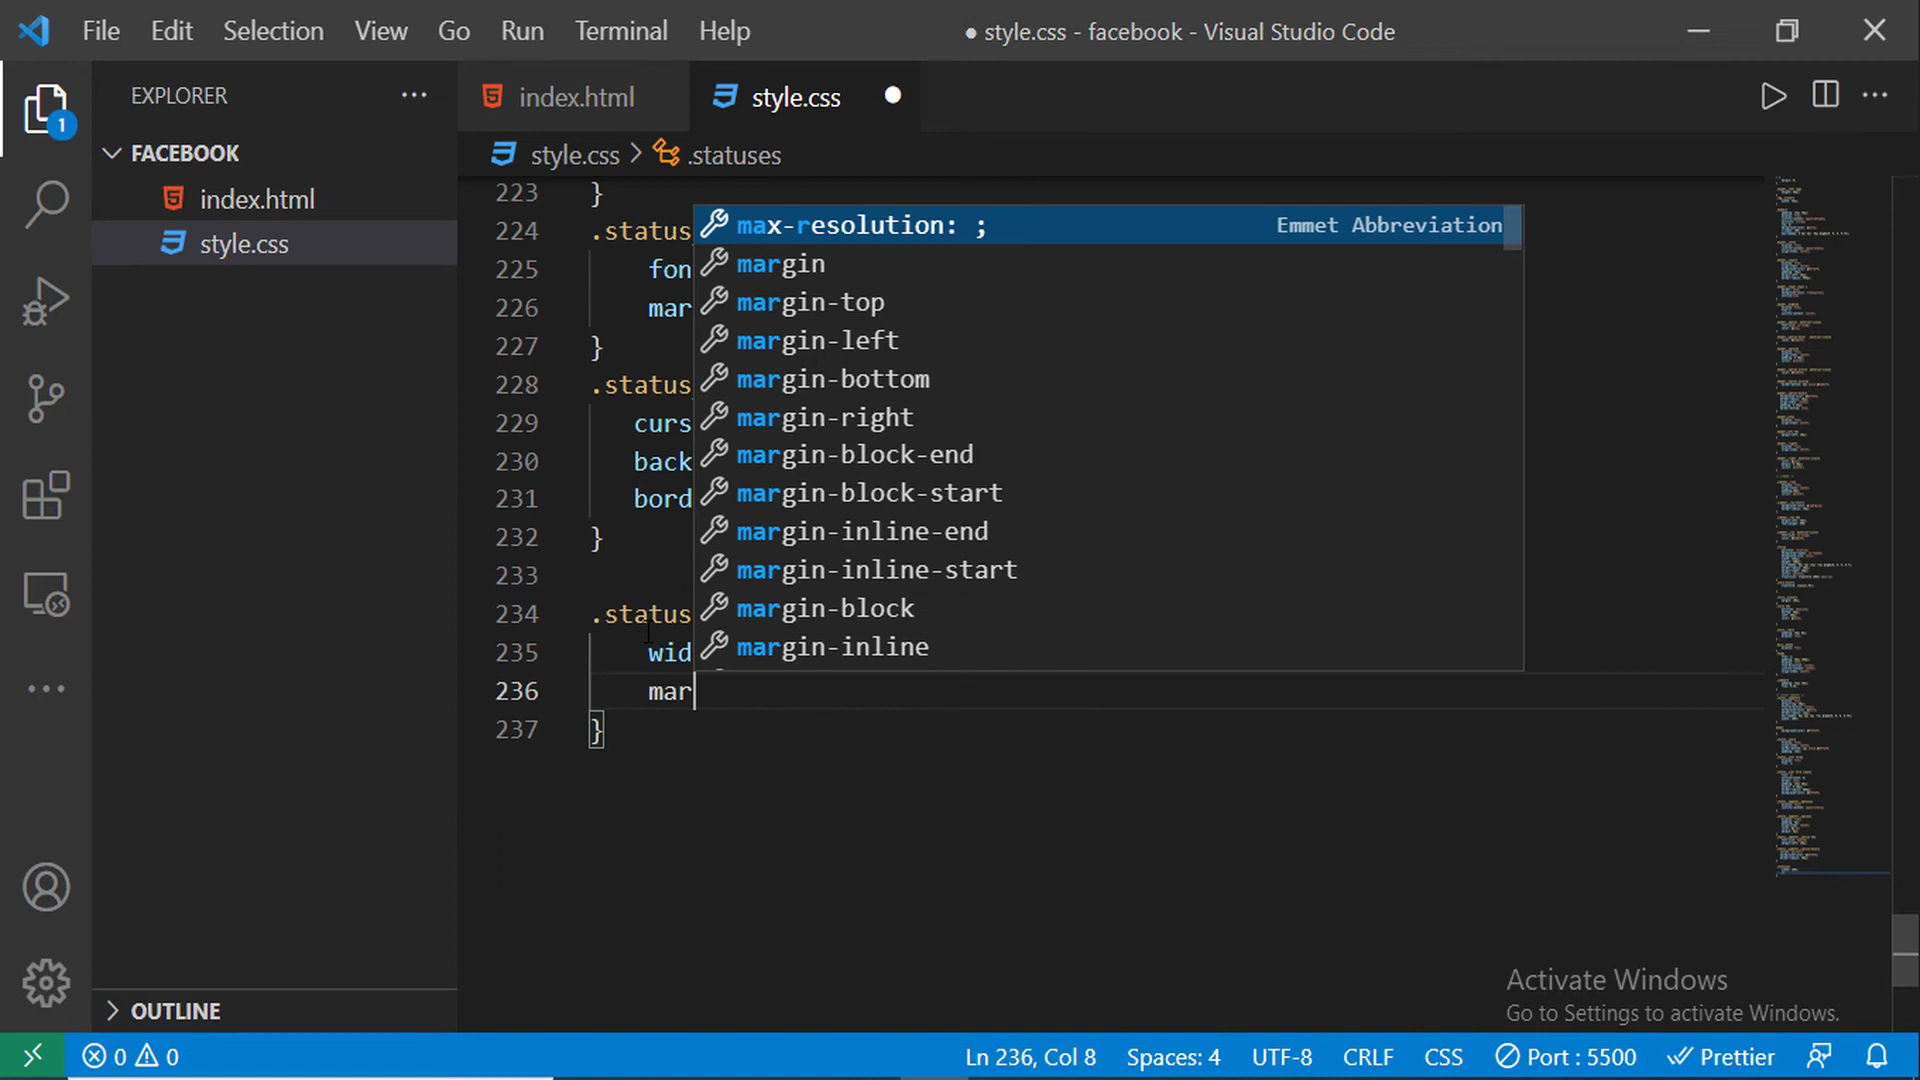 File Edit Selection View Go Run Terminal Help
● style.css - facebook - Visual Studio Code
EXPLORER
index.html
style.css
1
FACEBOOK
index.html
style.css
style.css > .statuses
223 }
224 .status
225 fon
226 mar
227 }
228 .status
229 curs
230 back
231 bord
232 }
233
234 .status
235 wid
236 mar
237 }
max-resolution: ; Emmet Abbreviation
margin
margin-top
margin-left
margin-bottom
margin-right
margin-block-end
margin-block-start
margin-inline-end
margin-inline-start
margin-block
margin-inline
OUTLINE
Activate Windows
Go to Settings to activate Windows.
0 0
Ln 236, Col 8 Spaces: 4 UTF-8 CRLF CSS Port : 5500 Prettier